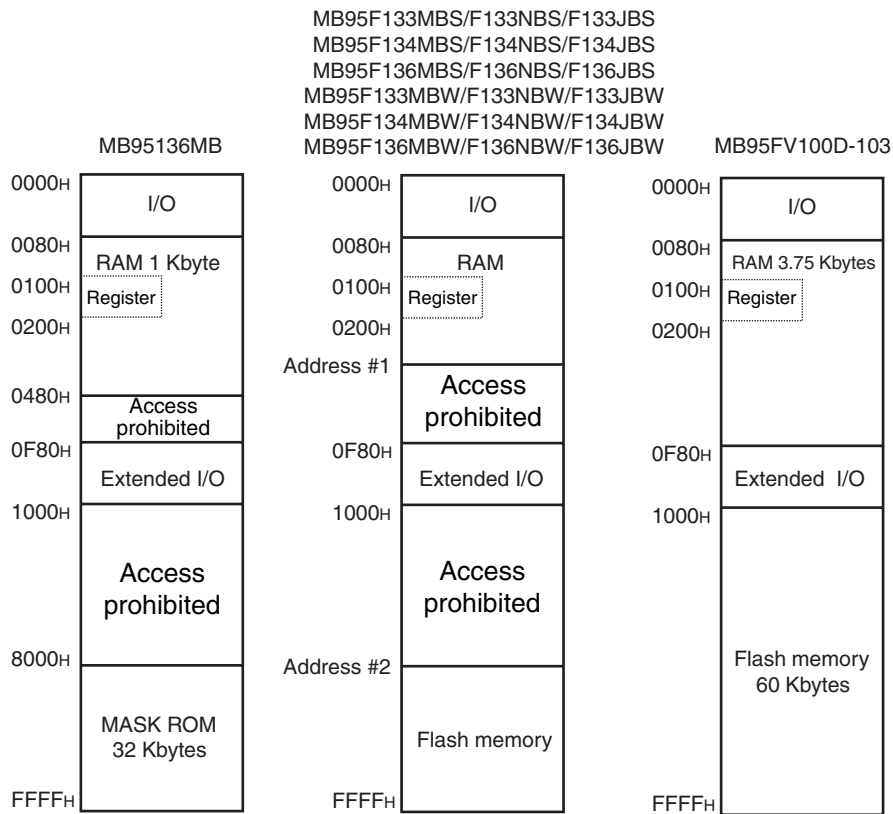 MB95F133MBS/F133NBS/F133JBS
MB95F134MBS/F134NBS/F134JBS
MB95F136MBS/F136NBS/F136JBS
MB95F133MBW/F133NBW/F133JBW
MB95F134MBW/F134NBW/F134JBW
MB95F136MBW/F136NBW/F136JBW
MB95136MB
0000H
I/O
0080H
RAM 1 Kbyte
0100H
Register
0200H
0480H
Access
prohibited
0F80H
Extended I/O
1000H
Access
prohibited
8000H
MASK ROM
32 Kbytes
FFFFH
0000H
I/O
0080H
RAM
0100H
Register
0200H
Address #1
Access
prohibited
0F80H
Extended I/O
1000H
Access
prohibited
Address #2
Flash memory
FFFFH
MB95FV100D-103
0000H
I/O
0080H
RAM 3.75 Kbytes
0100H
Register
0200H
0F80H
Extended I/O
1000H
Flash memory
60 Kbytes
FFFFH